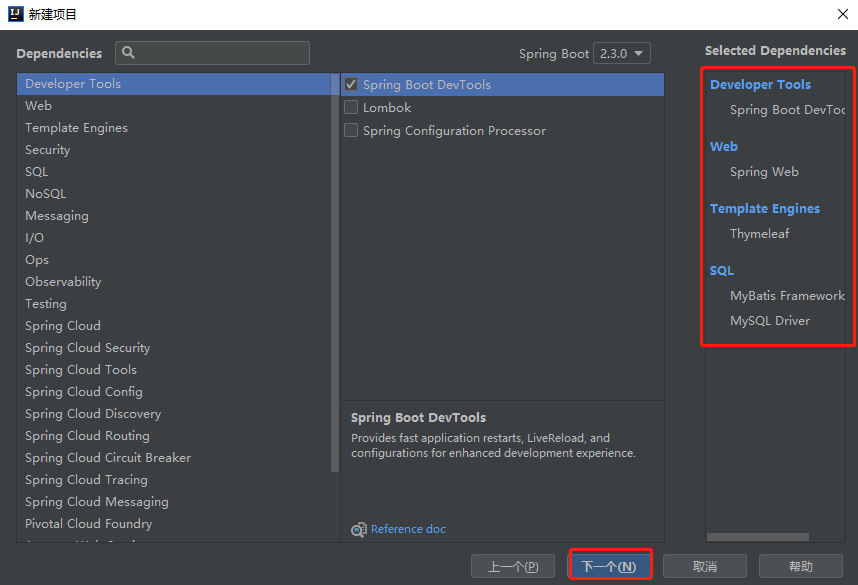 新建项目
Dependencies
Spring Boot 2.3.0
Selected Dependencies
Developer Tools
Web
Template Engines
Security
SQL
NoSQL
Messaging
I/O
Ops
Observability
Testing
Spring Cloud
Spring Cloud Security
Spring Cloud Tools
Spring Cloud Config
Spring Cloud Discovery
Spring Cloud Routing
Spring Cloud Circuit Breaker
Spring Cloud Tracing
Spring Cloud Messaging
Pivotal Cloud Foundry
Spring Boot DevTools
Lombok
Spring Configuration Processor
Spring Boot DevTools
Provides fast application restarts, LiveReload, and
configurations for enhanced development experience.
Reference doc
Developer Tools
Spring Boot DevToo
Web
Spring Web
Template Engines
Thymeleaf
SQL
MyBatis Framework
MySQL Driver
上一个(P)
下一个(N)
取消
帮助